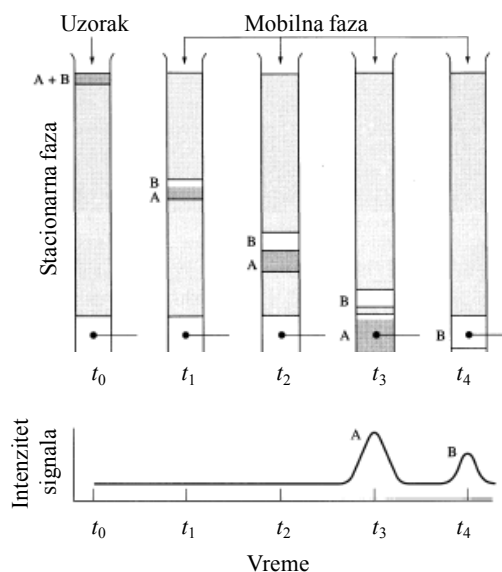 Uzorak
Mobilna faza
A + B
Stacionarna faza
B
A
B
A
B
A
B
t0
t1
t2
t3
t4
Intenzitet
signala
A
B
t0
t1
t2
t3
t4
Vreme